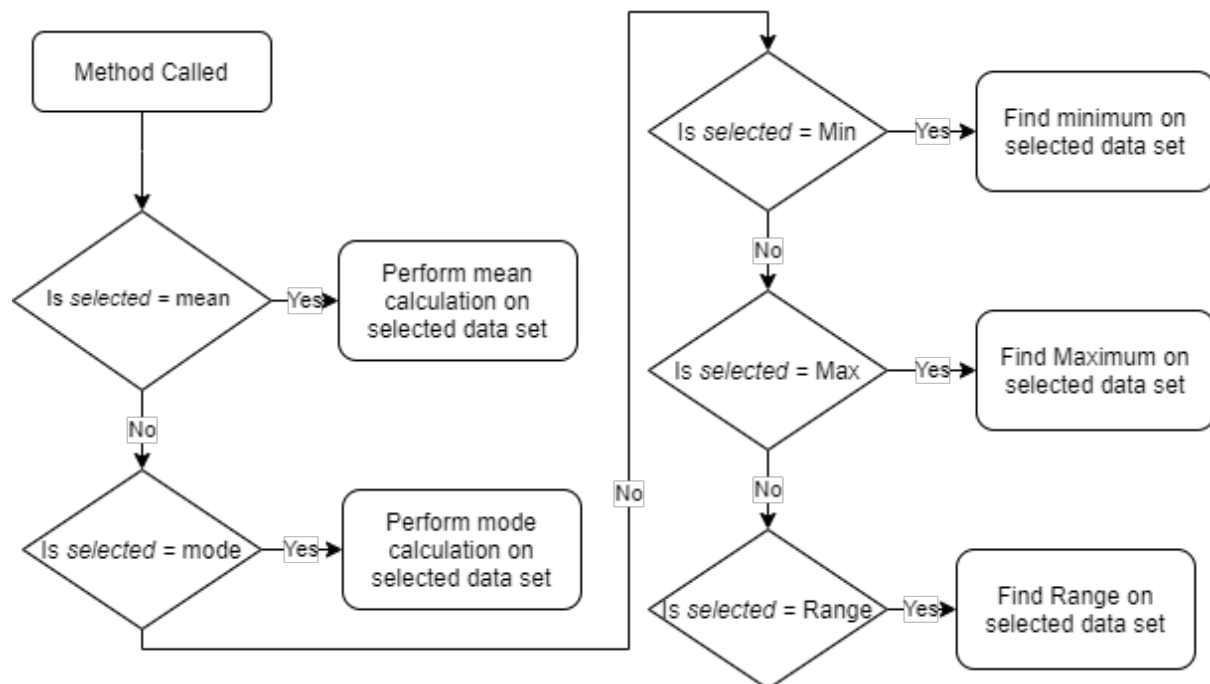 Method Called
Is selected = mean
Yes
Perform mean
calculation on
selected data set
No
Is selected = mode
Yes
Perform mode
calculation on
selected data set
No
Is selected = Min
Yes
Find minimum on
selected data set
No
Is selected = Max
Yes
Find Maximum on
selected data set
No
Is selected = Range
Yes
Find Range on
selected data set